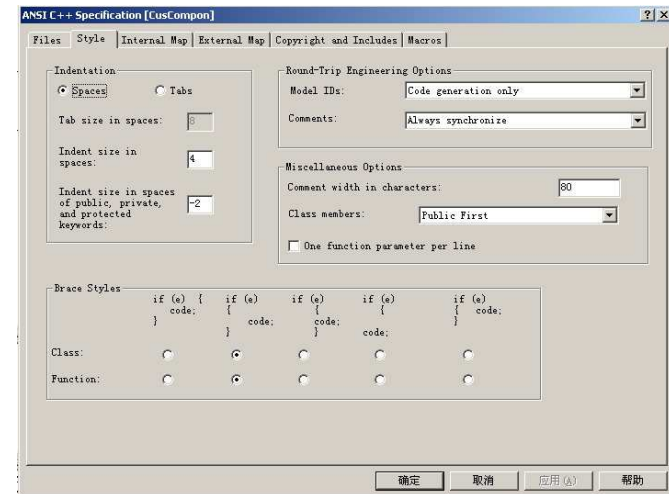 ANSI C++ Specification [CusCompon]
Files Style Internal Map External Map Copyright and Includes Macros
Indentation
Spaces Tabs
Tab size in spaces: 8
Indent size in
spaces: 4
Indent size in spaces
of public, private, -2
and protected
keywords:
Round-Trip Engineering Options
Model IDs: Code generation only
Comments: Always synchronize
Miscellaneous Options
Comment width in characters: 80
Class members: Public First
One function parameter per line
Brace Styles
if (e) { if (e) if (e) if (e) if (e)
code; { { { { code;
} code; code; }
} } code;
Class:
Function:
确定 取消 应用(A) 帮助